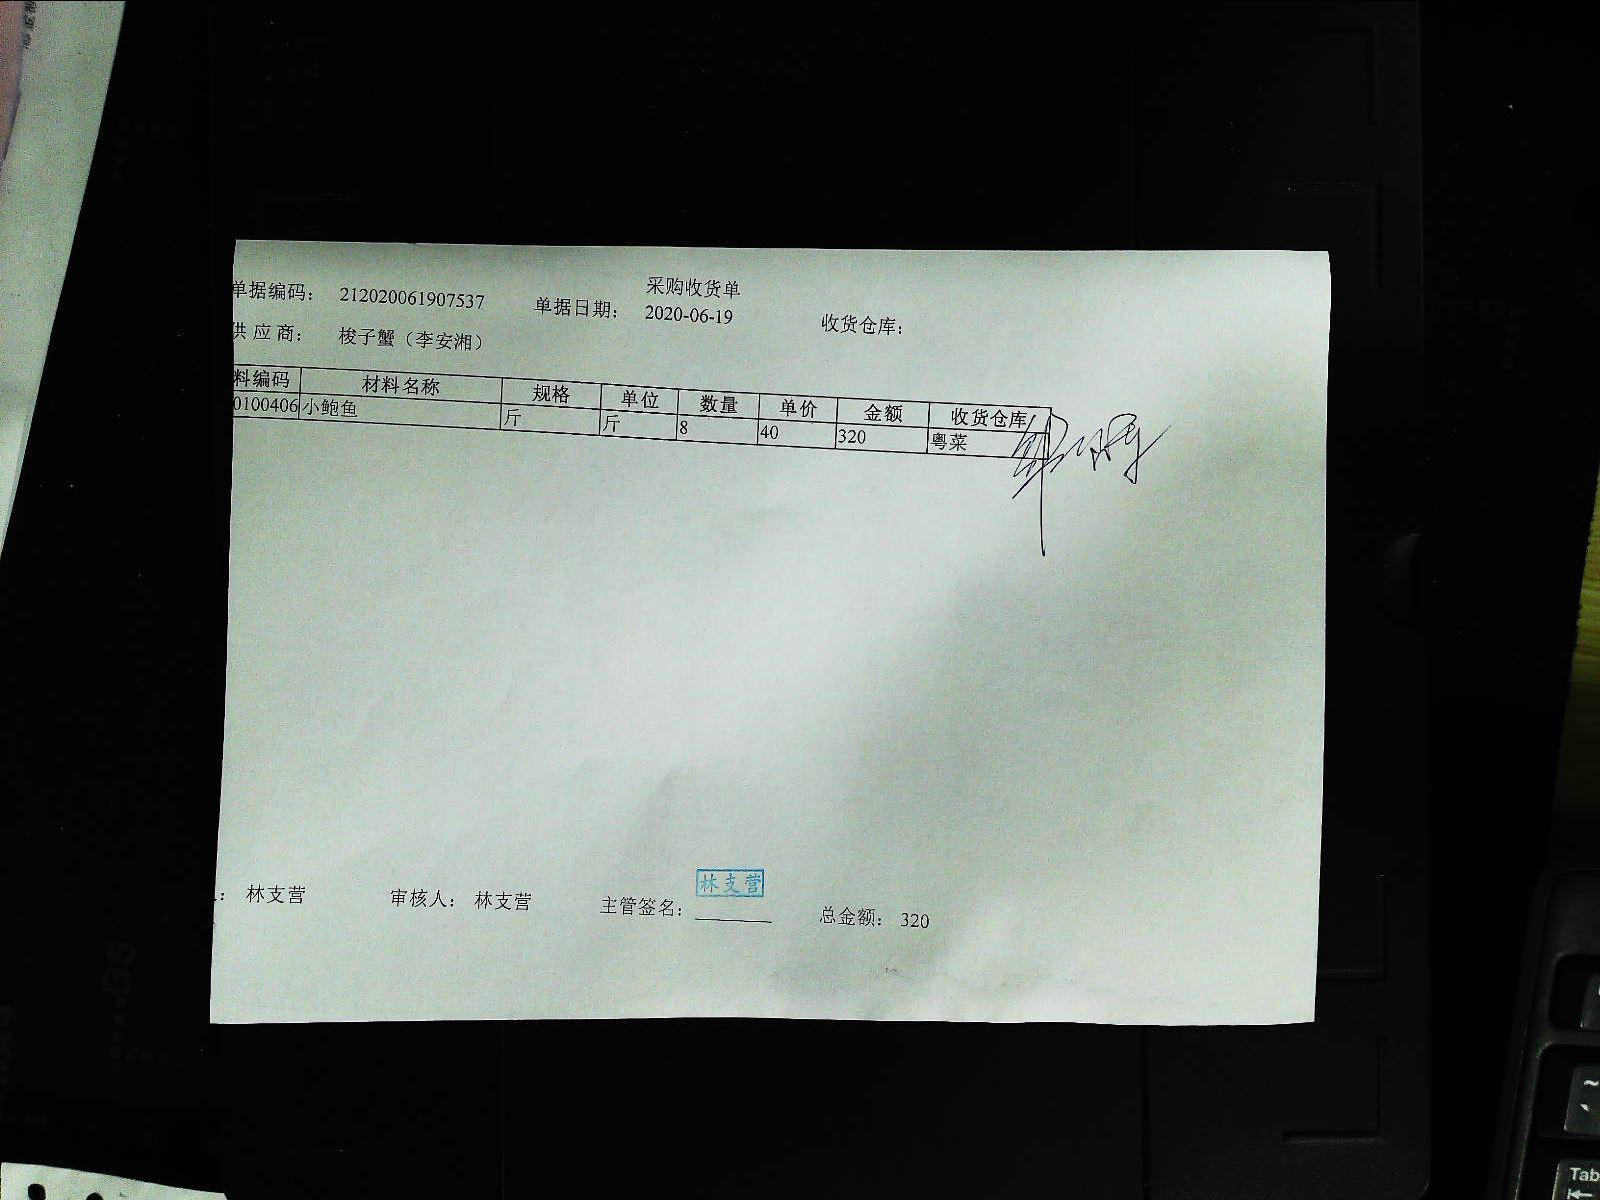 采购收货单
单据编码： 212020061907537 单据日期： 2020-06-19 收货仓库：
供 应 商： 梭子蟹（李安湘）
料编码 材料名称 规格 单位 数量 单价 金额 收货仓库
0100406 小鲍鱼 斤 斤 8 40 320 粤菜
： 林支营 审核人： 林支营 主管签名： 林支营 总金额： 320
Tab